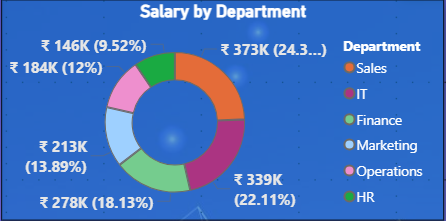 Salary by Department
₹ 146K (9.52%)
₹ 373K (24.3...)
₹ 184K (12%)
₹ 213K
(13.89%)
₹ 278K (18.13%)
₹ 339K
(22.11%)
Department
Sales
IT
Finance
Marketing
Operations
HR